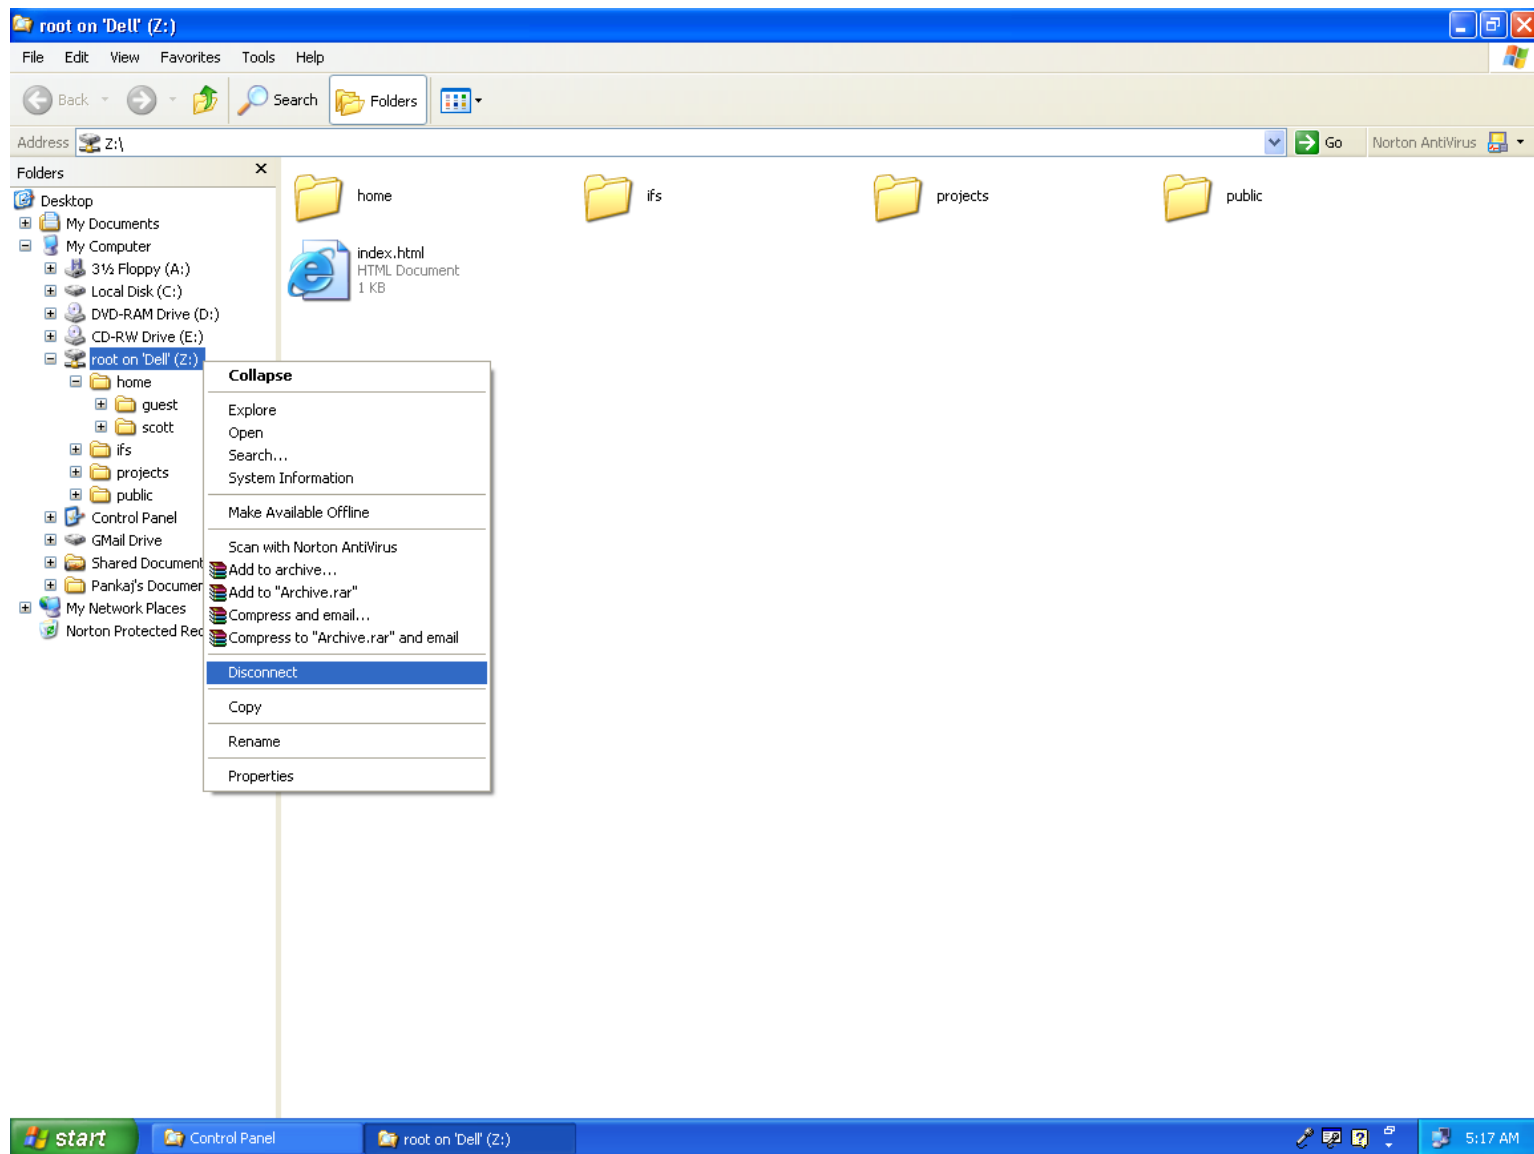 root on 'Dell' (Z:)
File Edit View Favorites Tools Help
Back Search Folders
Address Z:\ Go Norton AntiVirus
Folders
Desktop
My Documents
My Computer
3½ Floppy (A:)
Local Disk (C:)
DVD-RAM Drive (D:)
CD-RW Drive (E:)
root on 'Dell' (Z:)
home
guest
scott
ifs
projects
public
Control Panel
GMail Drive
Shared Document
Pankaj's Documer
My Network Places
Norton Protected Rec
home ifs projects public
index.html
HTML Document
1 KB
Collapse
Explore
Open
Search...
System Information
Make Available Offline
Scan with Norton AntiVirus
Add to archive...
Add to "Archive.rar"
Compress and email...
Compress to "Archive.rar" and email
Disconnect
Copy
Rename
Properties
start Control Panel root on 'Dell' (Z:) 5:17 AM